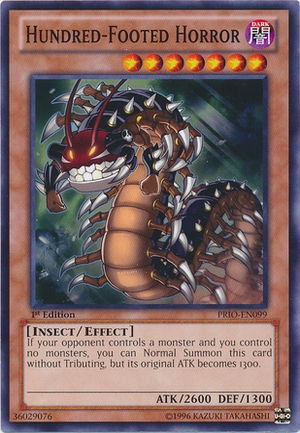 HUNDRED-FOOTED HORROR
DARK
闇
1st Edition
PRIO-EN099
[INSECT/EFFECT]
If your opponent controls a monster and you control
no monsters, you can Normal Summon this card
without Tributing, but its original ATK becomes 1300.
ATK/2600 DEF/1300
36029076
©1996 KAZUKI TAKAHASHI